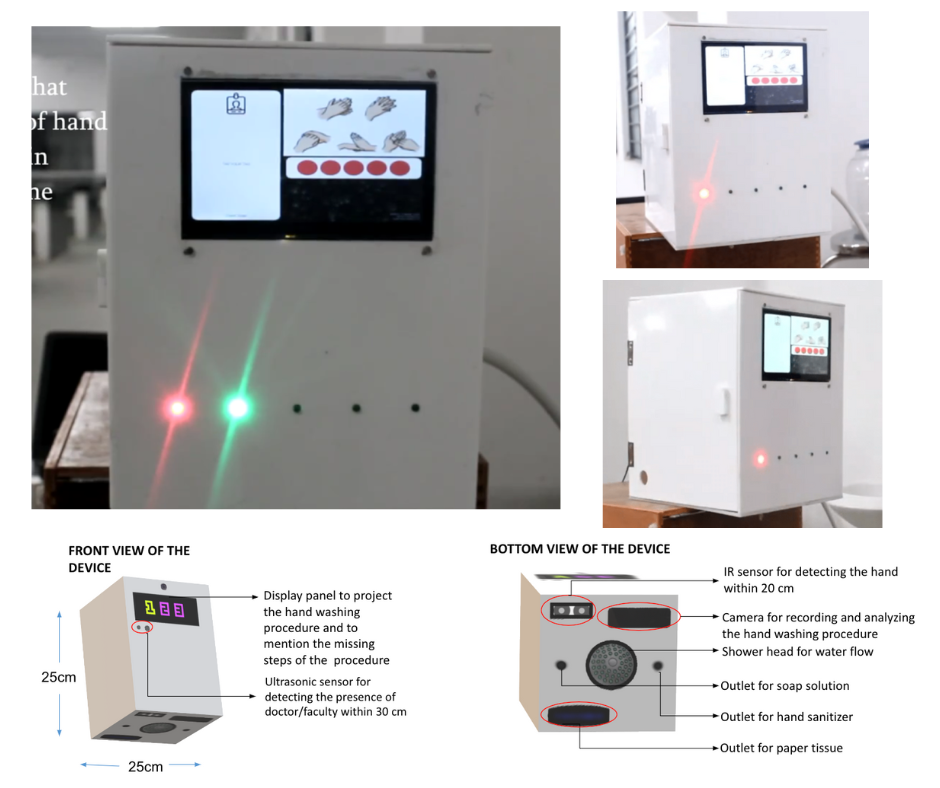 hat
of hand
in
ne
FRONT VIEW OF THE
DEVICE
Display panel to project
the hand washing
procedure and to
mention the missing
steps of the procedure
Ultrasonic sensor for
detecting the presence of
doctor/faculty within 30 cm
25cm
25cm
BOTTOM VIEW OF THE DEVICE
IR sensor for detecting the hand
within 20 cm
Camera for recording and analyzing
the hand washing procedure
Shower head for water flow
Outlet for soap solution
Outlet for hand sanitizer
Outlet for paper tissue